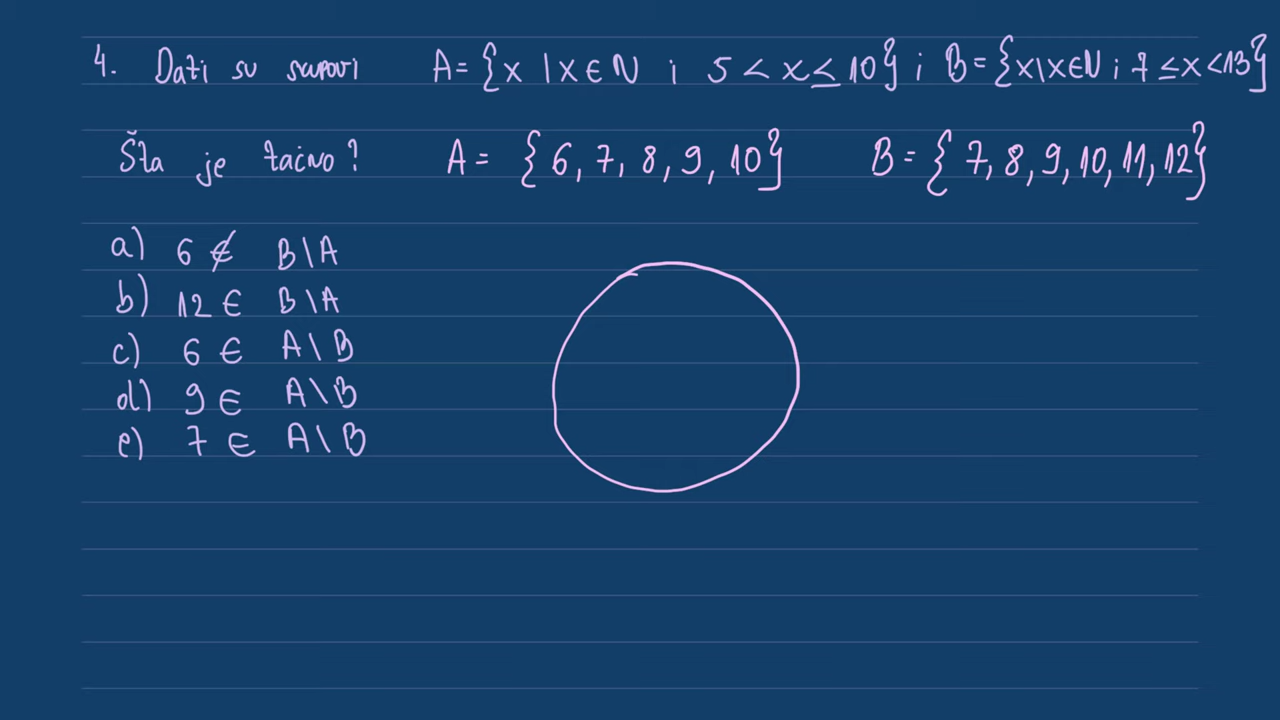 4. Dati su skupovi A = {x | x ∈ N i 5 < x ≤ 10} i B = {x|x∈N i 7 ≤ x < 13}
Šta je tačno? A = {6, 7, 8, 9, 10} B = {7, 8, 9, 10, 11, 12}
a) 6 ∉ B \ A
b) 12 ∈ B \ A
c) 6 ∈ A \ B
d) 9 ∈ A \ B
e) 7 ∈ A \ B